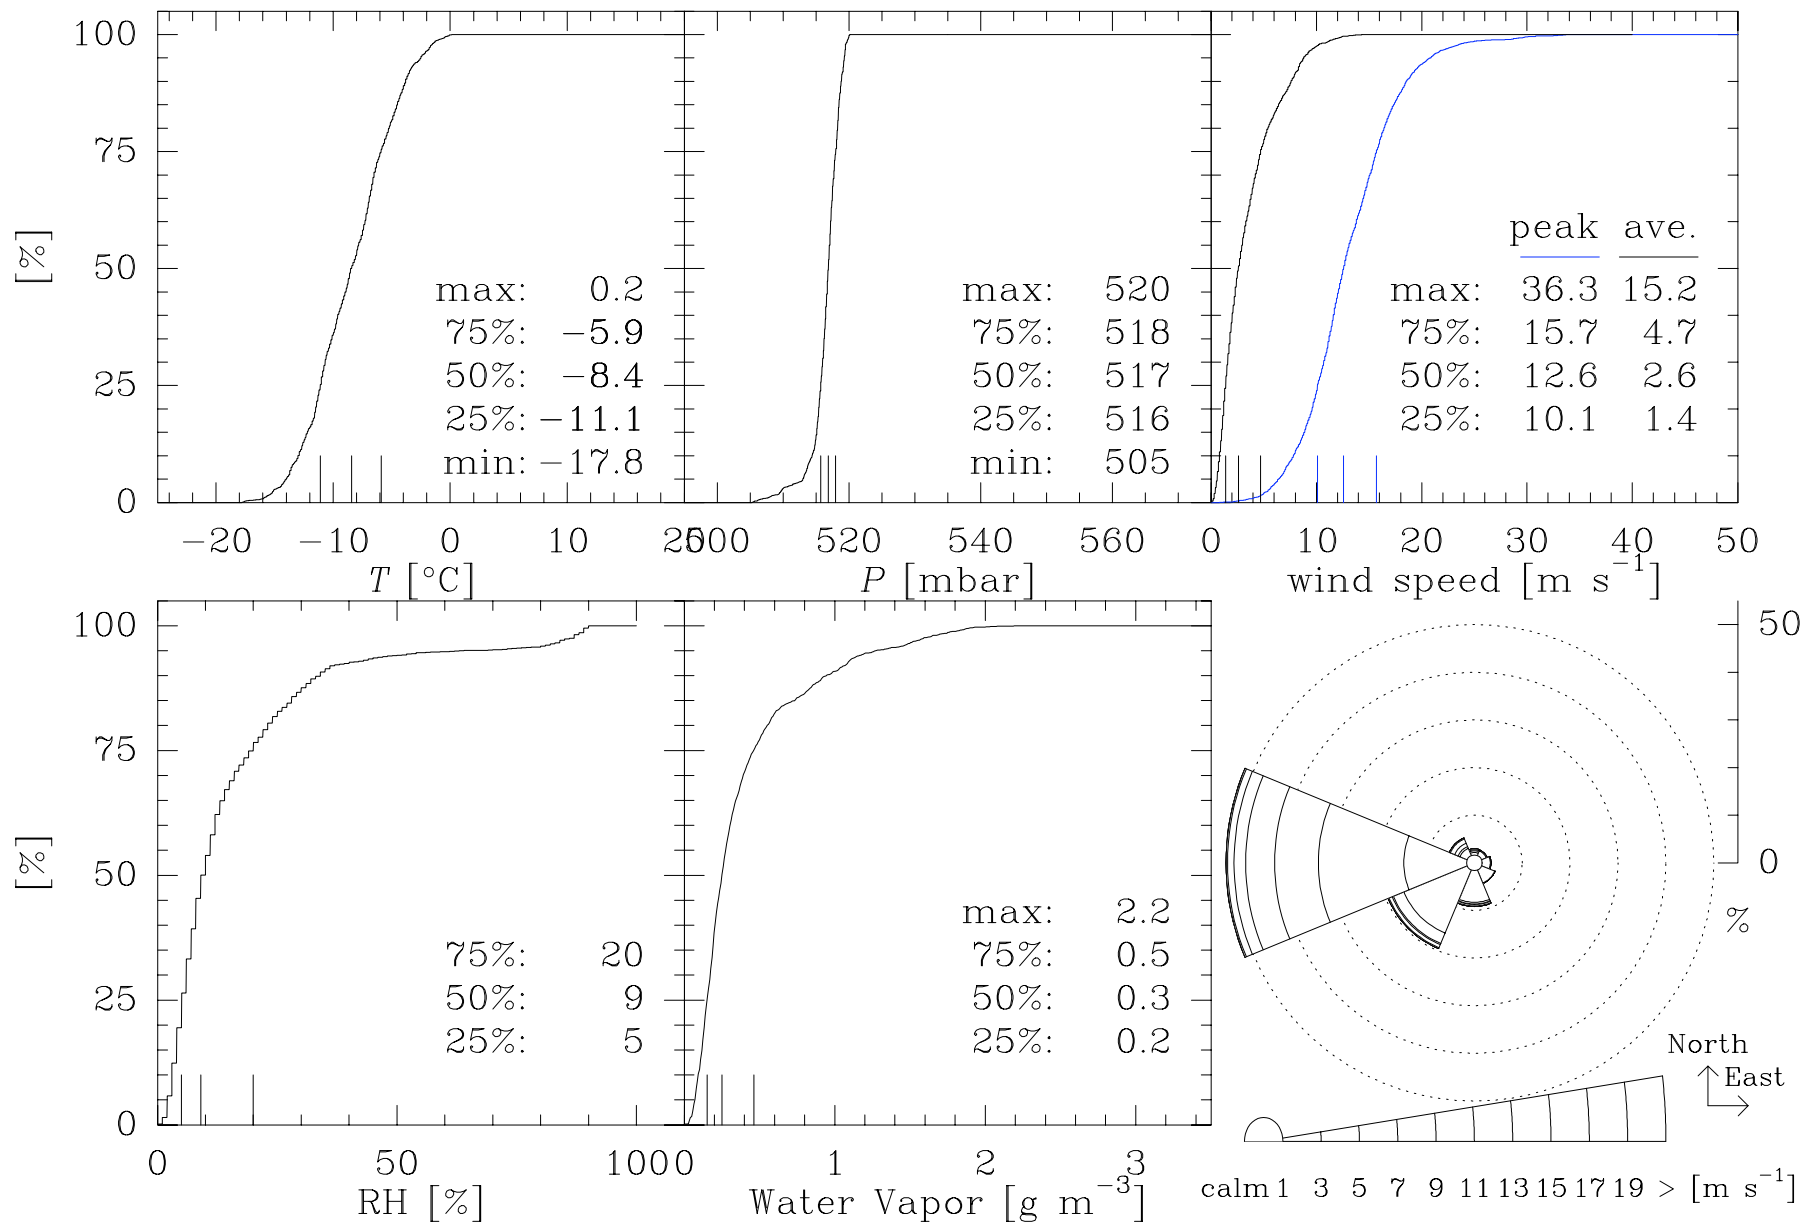 100
75
50
25
0
[%]
max: 0.2
75%: −5.9
50%: −8.4
25%: −11.1
min: −17.8
−20 −10 0 10 20
T [°C]
max: 520
75%: 518
50%: 517
25%: 516
min: 505
500 520 540 560
P [mbar]
peak ave.
max: 36.3 15.2
75%: 15.7 4.7
50%: 12.6 2.6
25%: 10.1 1.4
0 10 20 30 40 50
wind speed [m s⁻¹]
100
75
50
25
0
[%]
75%: 20
50%: 9
25%: 5
0 50 100
RH [%]
max: 2.2
75%: 0.5
50%: 0.3
25%: 0.2
0 1 2 3
Water Vapor [g m⁻³]
50
0
%
North
East
calm 1 3 5 7 9 11 13 15 17 19 > [m s⁻¹]